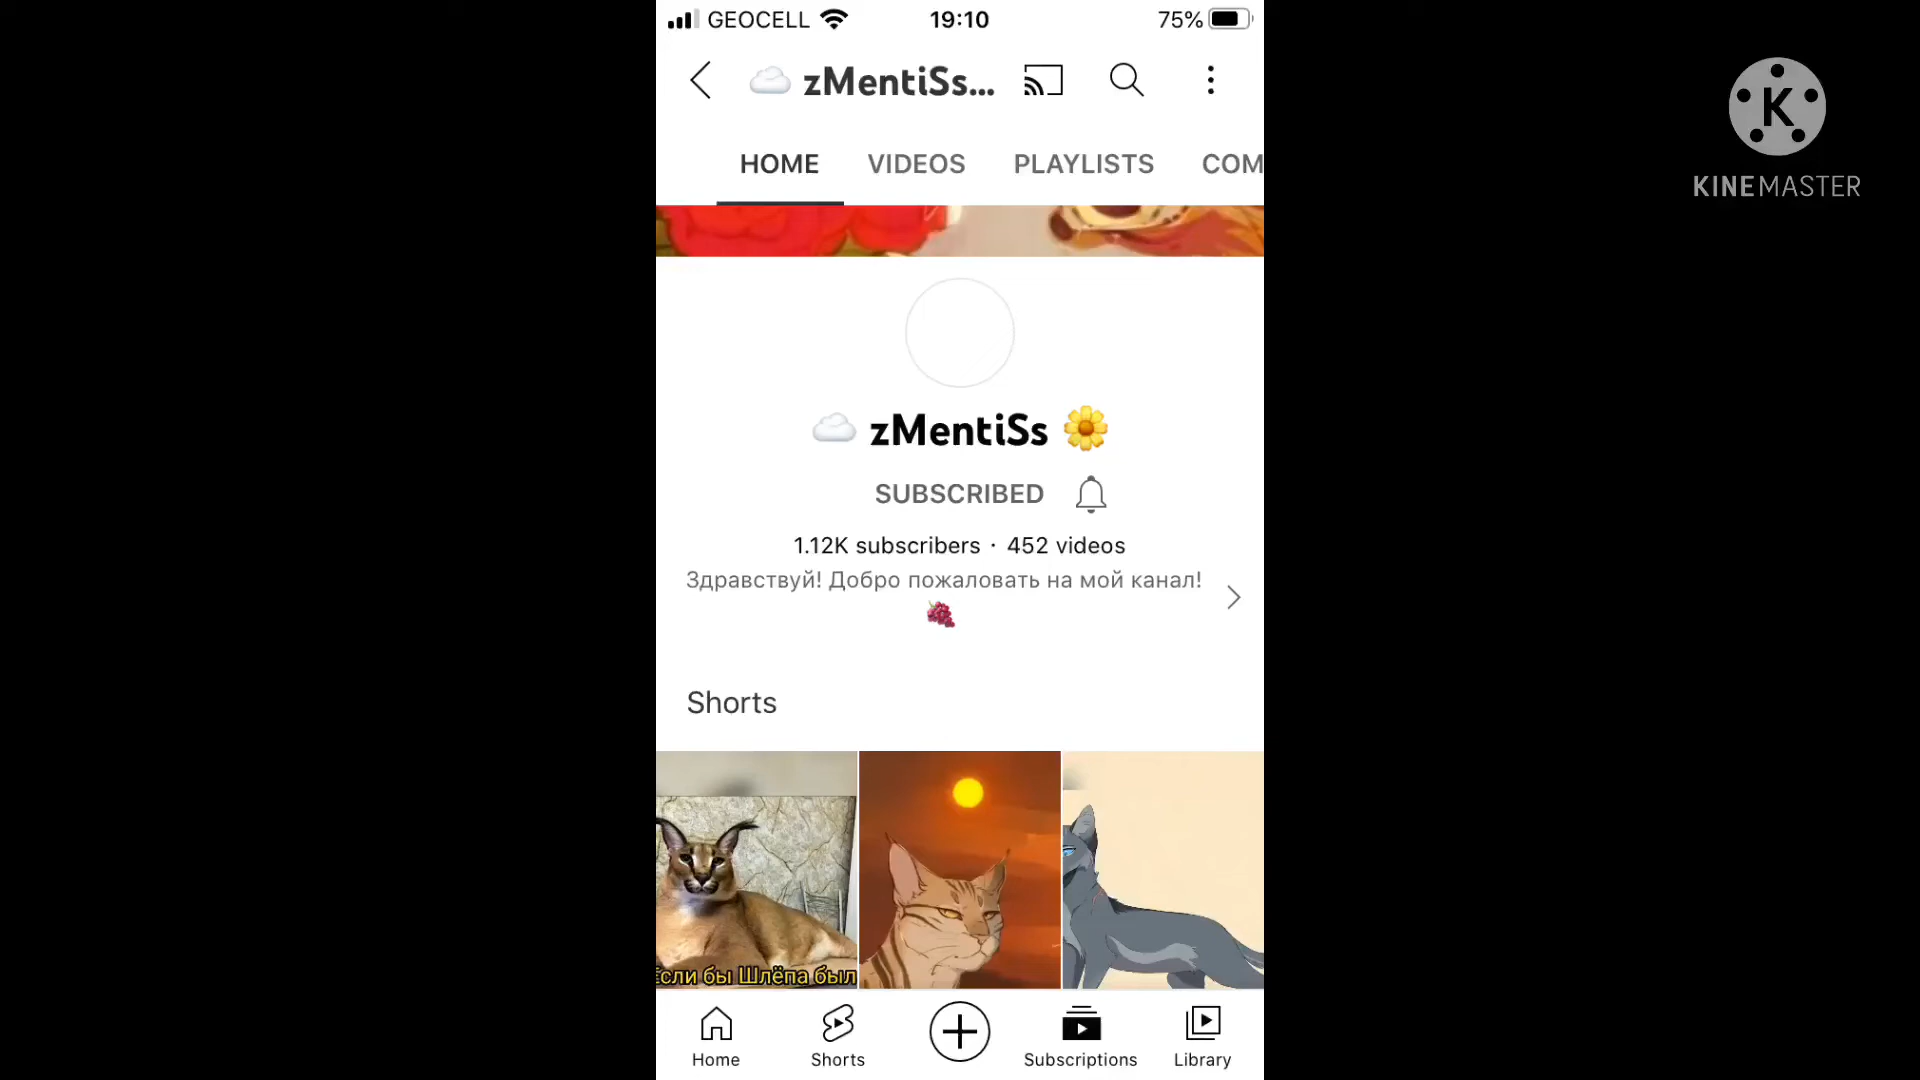 GEOCELL 19:10 75%
☁️ zMentiSs...
HOME VIDEOS PLAYLISTS COM
K
KINEMASTER
☁️ zMentiSs 🌼
SUBSCRIBED
1.12K subscribers · 452 videos
Здравствуй! Добро пожаловать на мой канал!
🍇
Shorts
Если бы Шлёпа был
Home Shorts Subscriptions Library